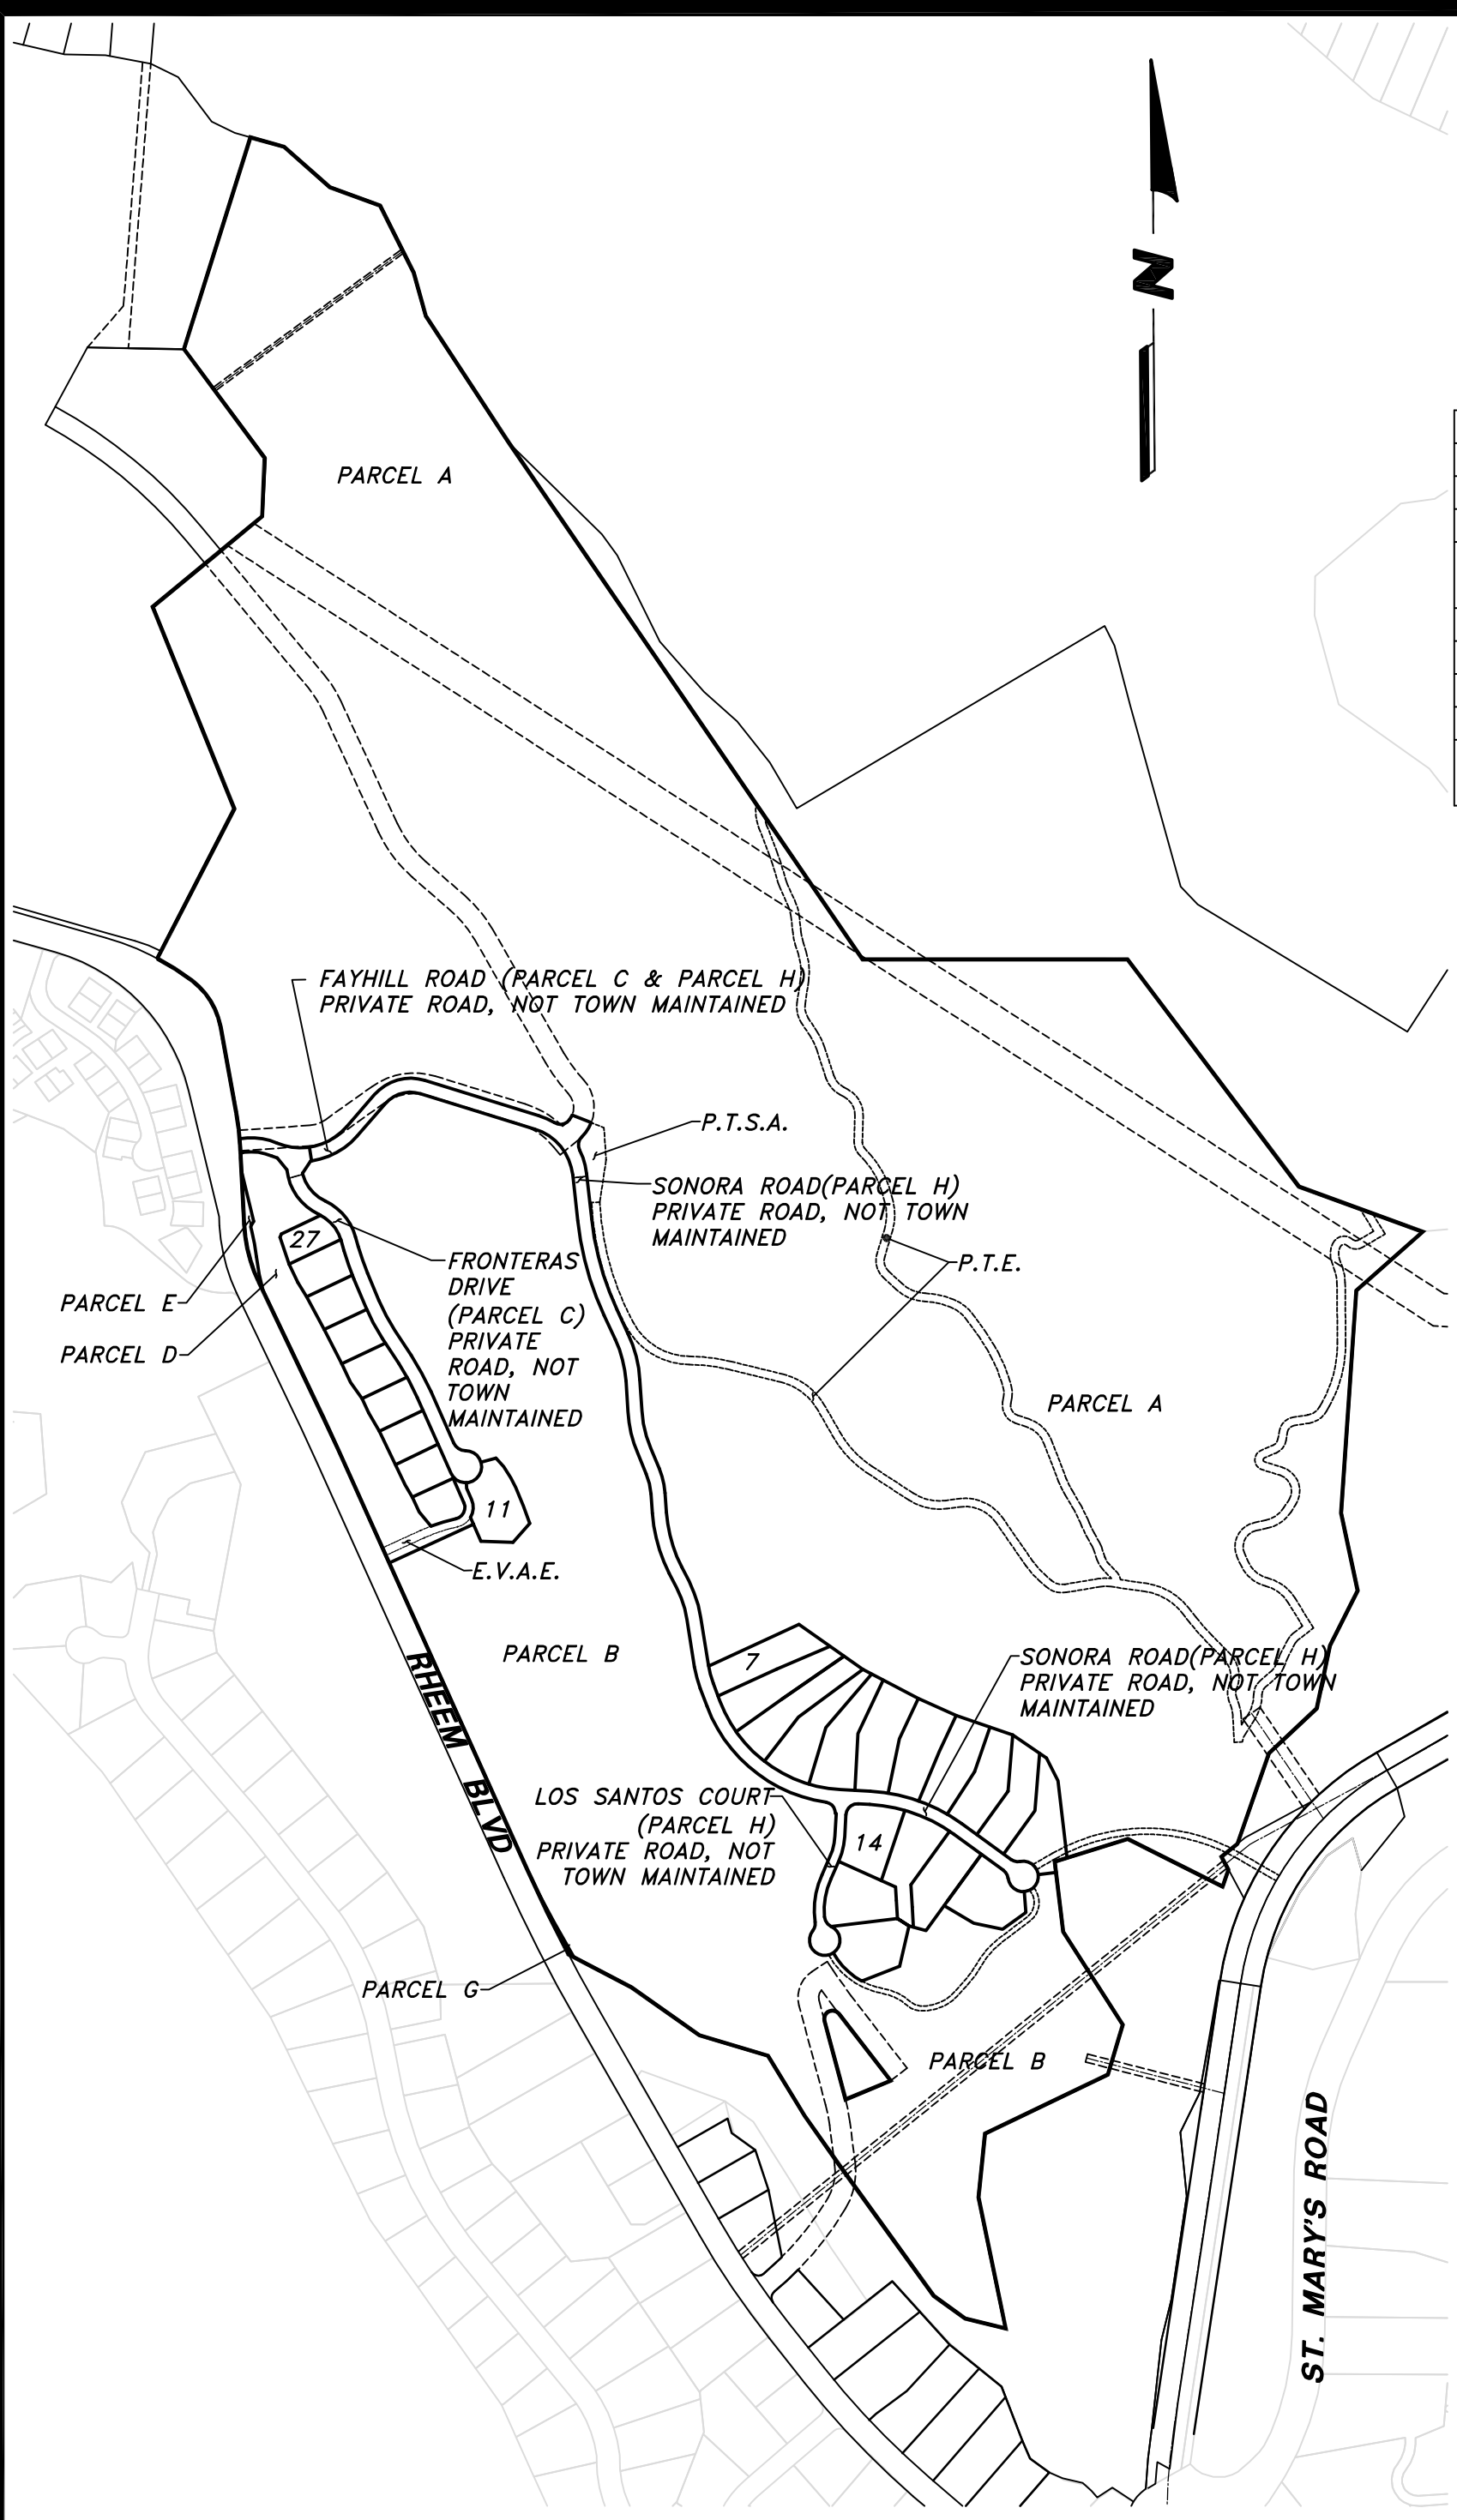 N
PARCEL A
FAYHILL ROAD (PARCEL C & PARCEL H)
PRIVATE ROAD, NOT TOWN MAINTAINED
P.T.S.A.
SONORA ROAD(PARCEL H)
PRIVATE ROAD, NOT TOWN
MAINTAINED
27
FRONTERAS
DRIVE
(PARCEL C)
PRIVATE
ROAD, NOT
TOWN
MAINTAINED
P.T.E.
PARCEL E
PARCEL D
PARCEL A
11
E.V.A.E.
PARCEL B
RHEEM BLVD
7
SONORA ROAD(PARCEL H)
PRIVATE ROAD, NOT TOWN
MAINTAINED
LOS SANTOS COURT
(PARCEL H)
PRIVATE ROAD, NOT
TOWN MAINTAINED
14
PARCEL G
PARCEL B
ST. MARY'S ROAD